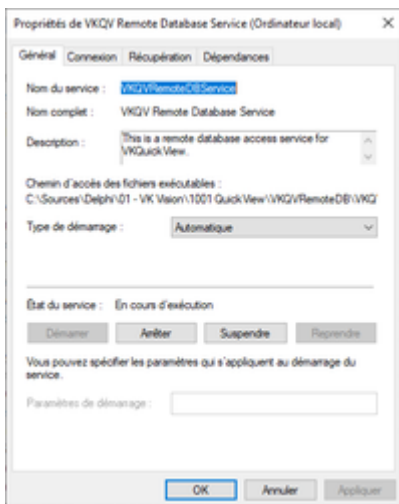 Propriétés de VKQV Remote Database Service (Ordinateur local)
Général Connexion Récupération Dépendances
Nom du service : VKQVRemoteDBService
Nom complet : VKQV Remote Database Service
Description : This is a remote database access service for
VKQuickView.
Chemin d'accès des fichiers exécutables :
C:\Sources\Delphi\01 - VK Vision\1001 QuickView\VKQVRemoteDB\VKQ
Type de démarrage : Automatique
État du service : En cours d'exécution
Démarrer Arrêter Suspendre Reprendre
Vous pouvez spécifier les paramètres qui s'appliquent au démarrage du
service.
Paramètres de démarrage :
OK Annuler Appliquer